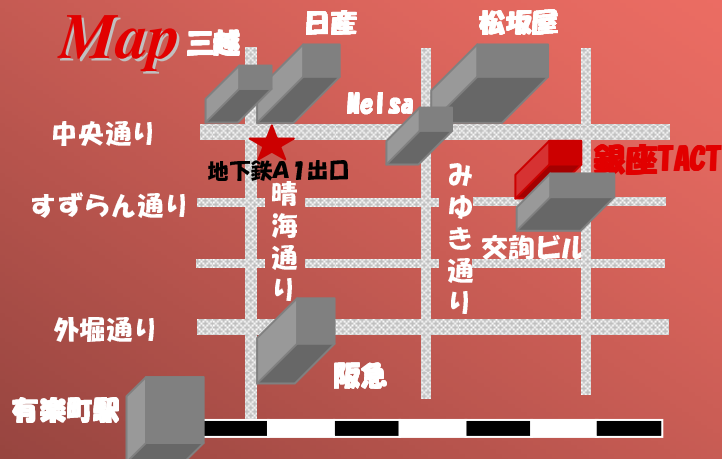 Map
三越
日産
松坂屋
Melsa
中央通り
銀座TACT
地下鉄A1出口
すずらん通り
晴海通り
みゆき通り
交詢ビル
外堀通り
阪急
有楽町駅